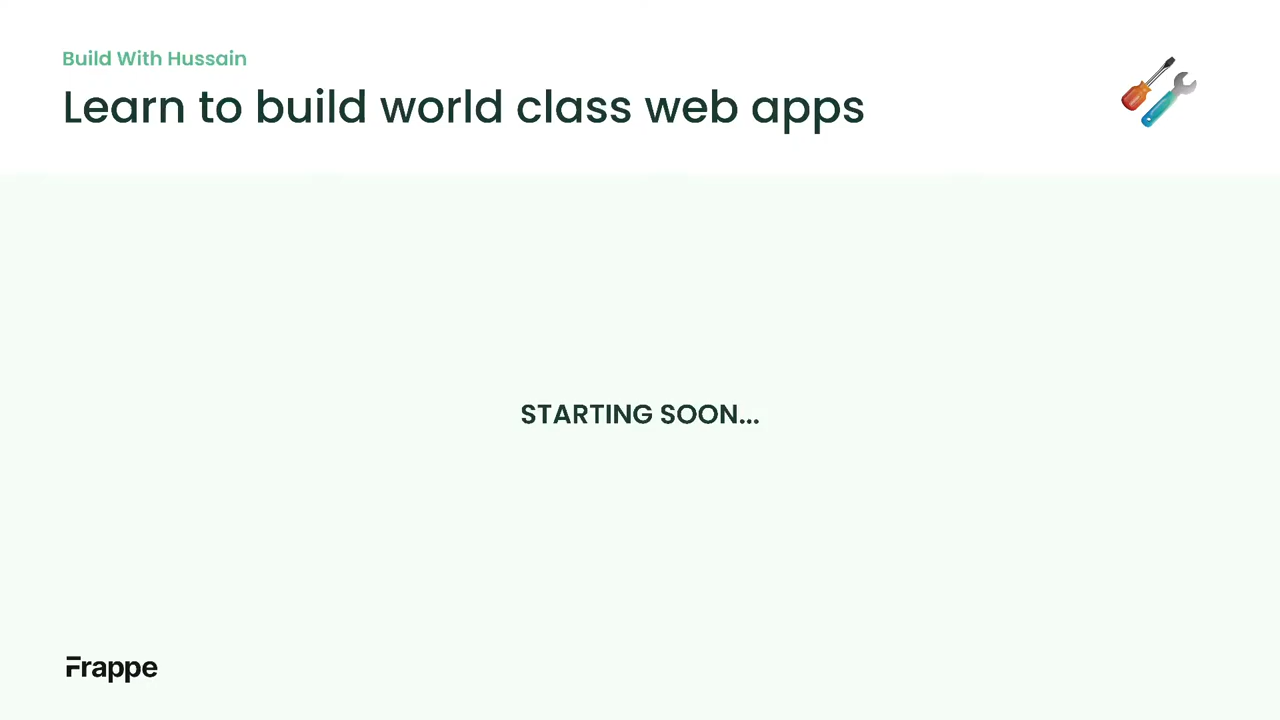 Build With Hussain
Learn to build world class web apps
STARTING SOON...
Frappe